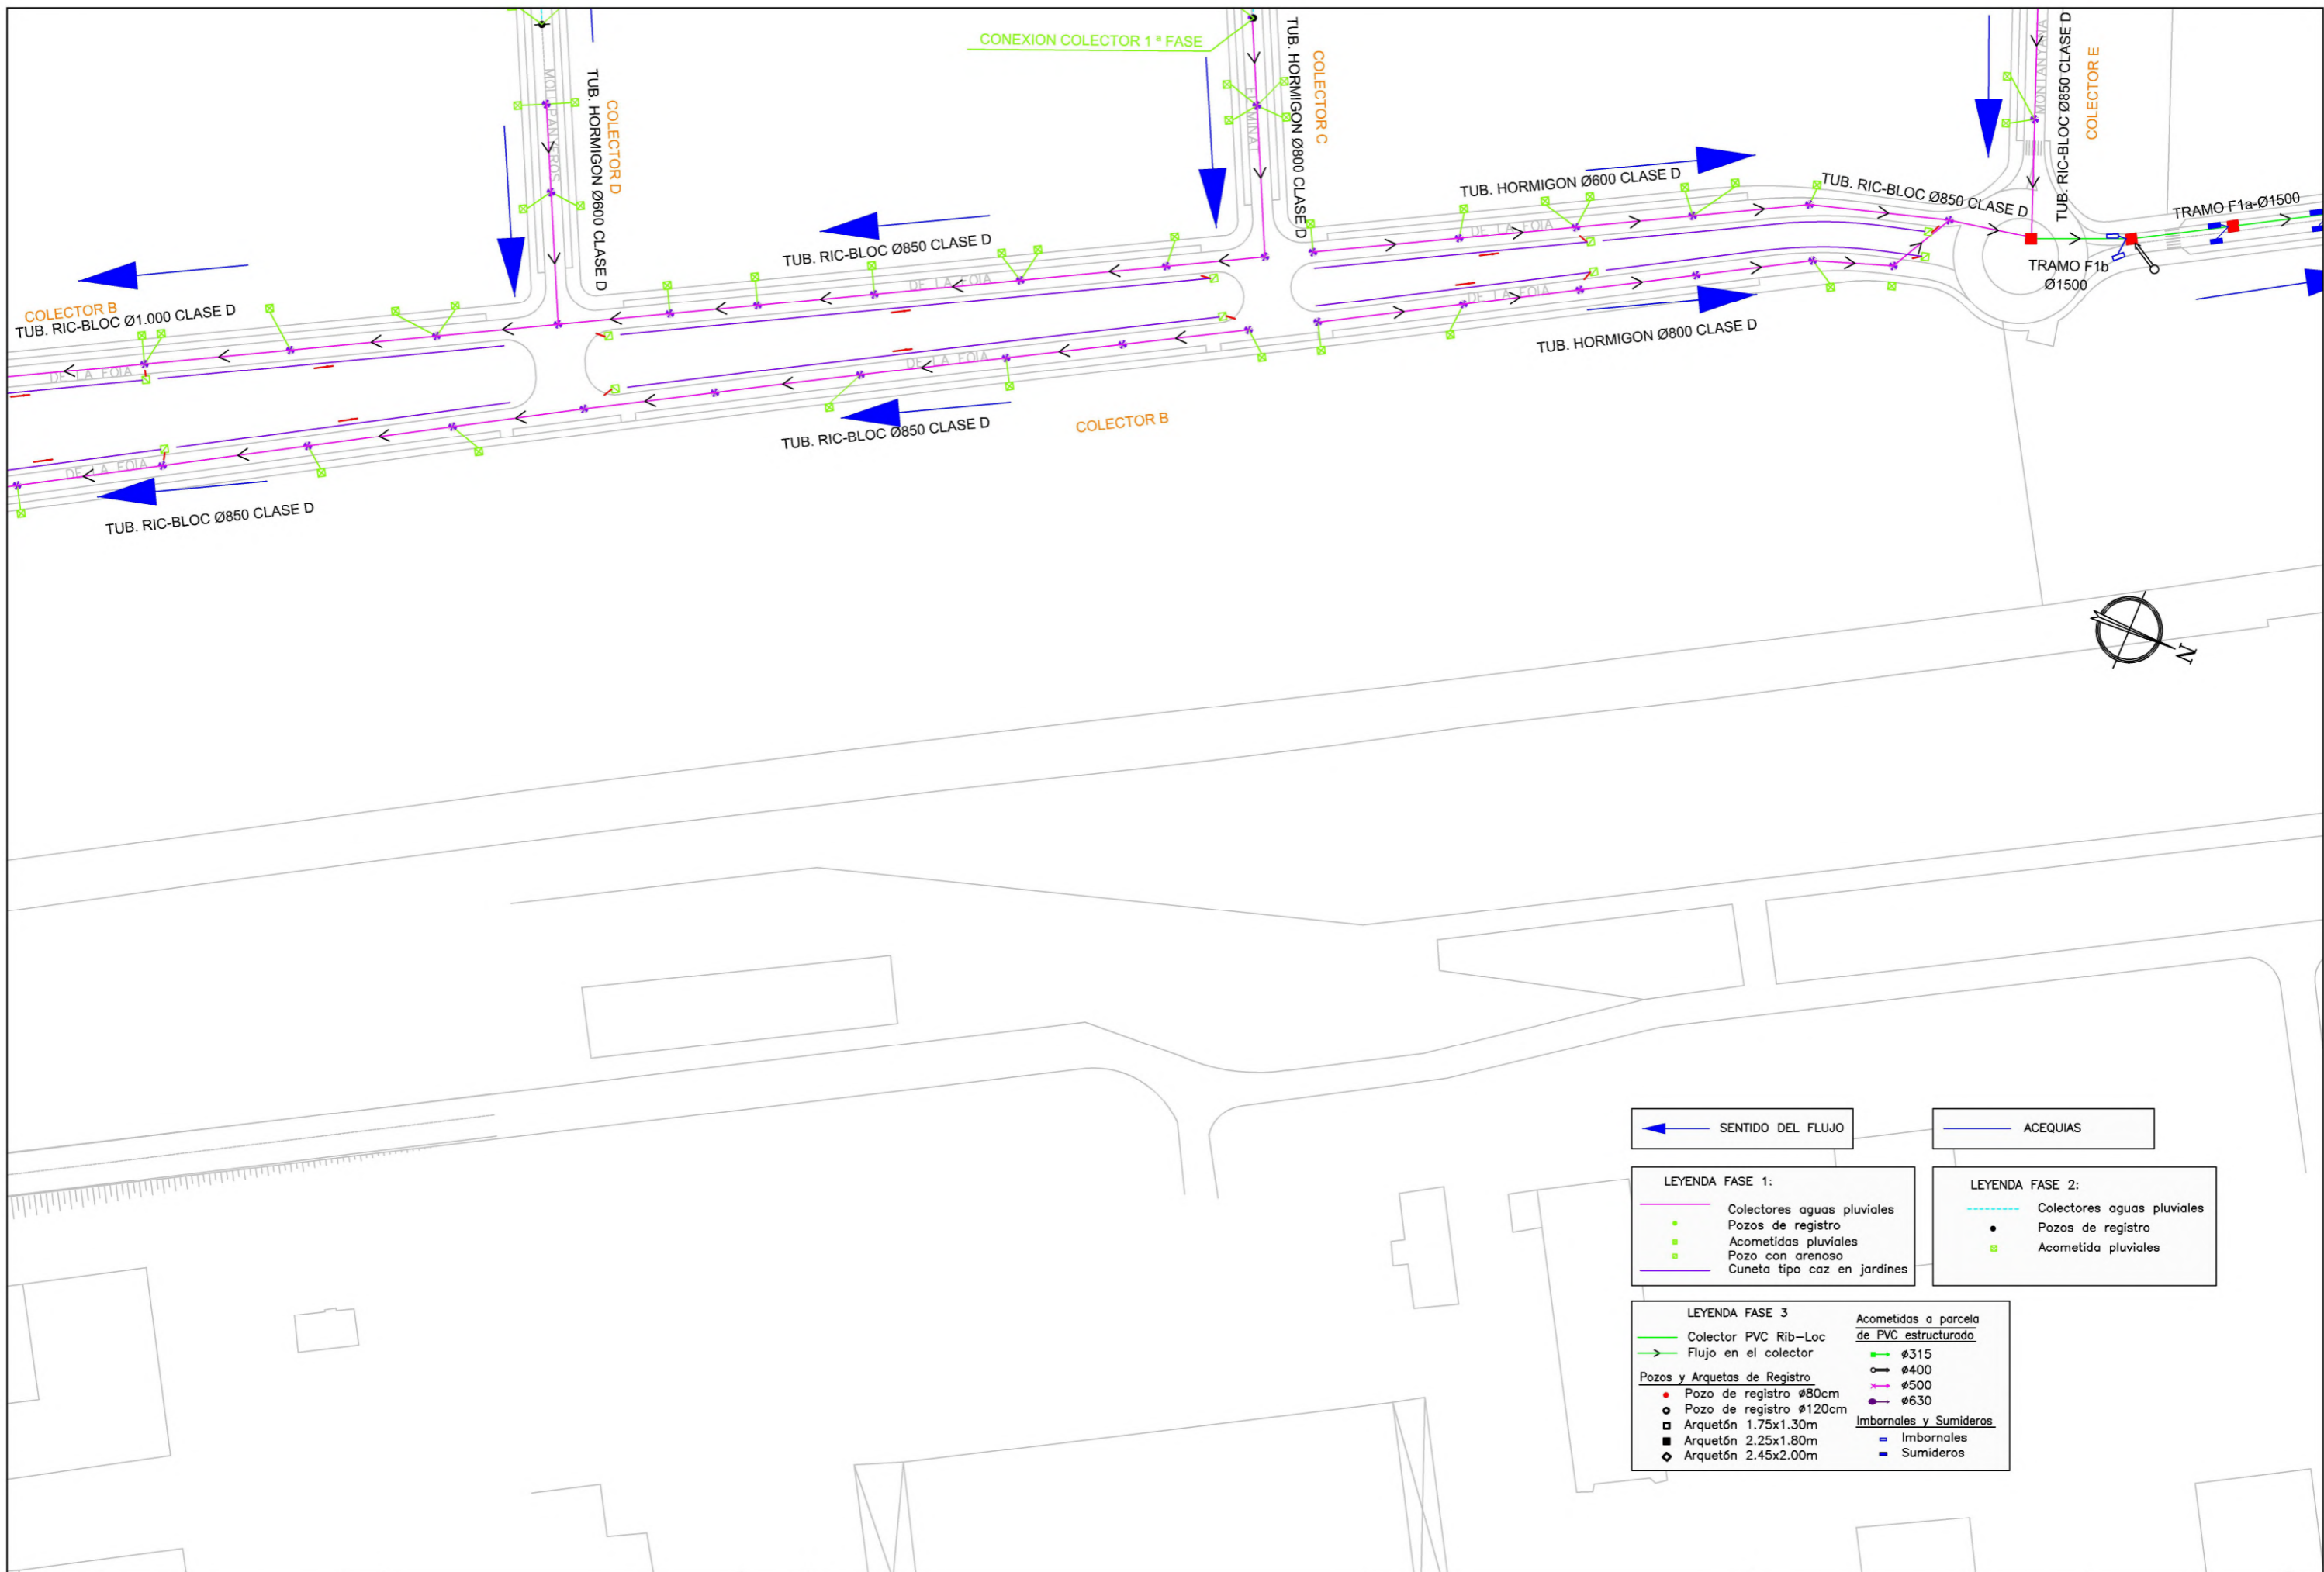 CONEXION COLECTOR 1 ª FASE
MOLI PANAEROS
TUB. HORMIGON Ø600 CLASE D
COLECTOR D
EL MINAT
TUB. HORMIGON Ø800 CLASE D
COLECTOR C
MUNTANYANA
TUB. RIC-BLOC Ø850 CLASE D
COLECTOR E
TUB. HORMIGON Ø600 CLASE D
TUB. RIC-BLOC Ø850 CLASE D
TRAMO F1a-Ø1500
DE LA FOIA
TUB. RIC-BLOC Ø850 CLASE D
DE LA FOIA
TRAMO F1b
Ø1500
DE LA FOIA
COLECTOR B
TUB. RIC-BLOC Ø1.000 CLASE D
TUB. HORMIGON Ø800 CLASE D
DE LA FOIA
DE LA FOIA
TUB. RIC-BLOC Ø850 CLASE D
COLECTOR B
DE LA FOIA
TUB. RIC-BLOC Ø850 CLASE D
N
SENTIDO DEL FLUJO
ACEQUIAS
LEYENDA FASE 1:
Colectores aguas pluviales
Pozos de registro
Acometidas pluviales
Pozo con arenoso
Cuneta tipo caz en jardines
LEYENDA FASE 2:
Colectores aguas pluviales
Pozos de registro
Acometida pluviales
LEYENDA FASE 3
Colector PVC Rib-Loc
Flujo en el colector
Pozos y Arquetas de Registro
Pozo de registro Ø80cm
Pozo de registro Ø120cm
Arquetón 1.75x1.30m
Arquetón 2.25x1.80m
Arquetón 2.45x2.00m
Acometidas a parcela
de PVC estructurado
Ø315
Ø400
Ø500
Ø630
Imbornales y Sumideros
Imbornales
Sumideros